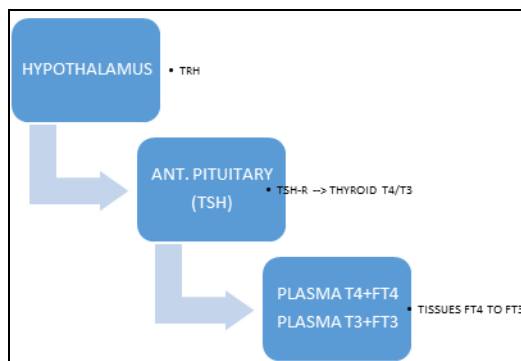 HYPOTHALAMUS
• TRH
ANT. PITUITARY
(TSH)
• TSH-R --> THYROID T4/T3
PLASMA T4+FT4
PLASMA T3+FT3
• TISSUES FT4 TO FT3